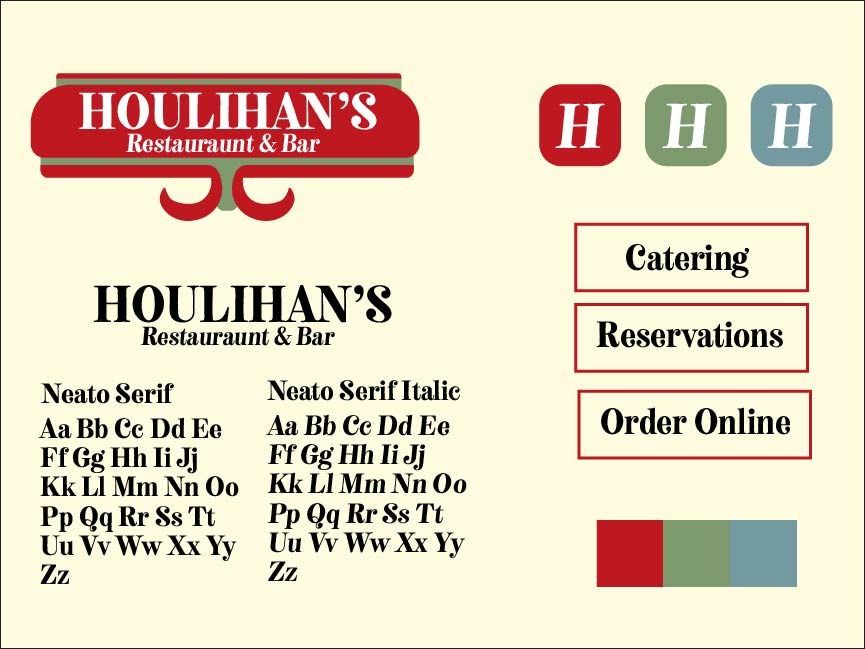 HOULIHAN'S
Restauraunt & Bar
H H H
Catering
HOULIHAN'S
Restauraunt & Bar
Reservations
Order Online
Neato Serif
Aa Bb Cc Dd Ee
Ff Gg Hh Ii Jj
Kk Ll Mm Nn Oo
Pp Qq Rr Ss Tt
Uu Vv Ww Xx Yy
Zz
Neato Serif Italic
Aa Bb Cc Dd Ee
Ff Gg Hh Ii Jj
Kk Ll Mm Nn Oo
Pp Qq Rr Ss Tt
Uu Vv Ww Xx Yy
Zz